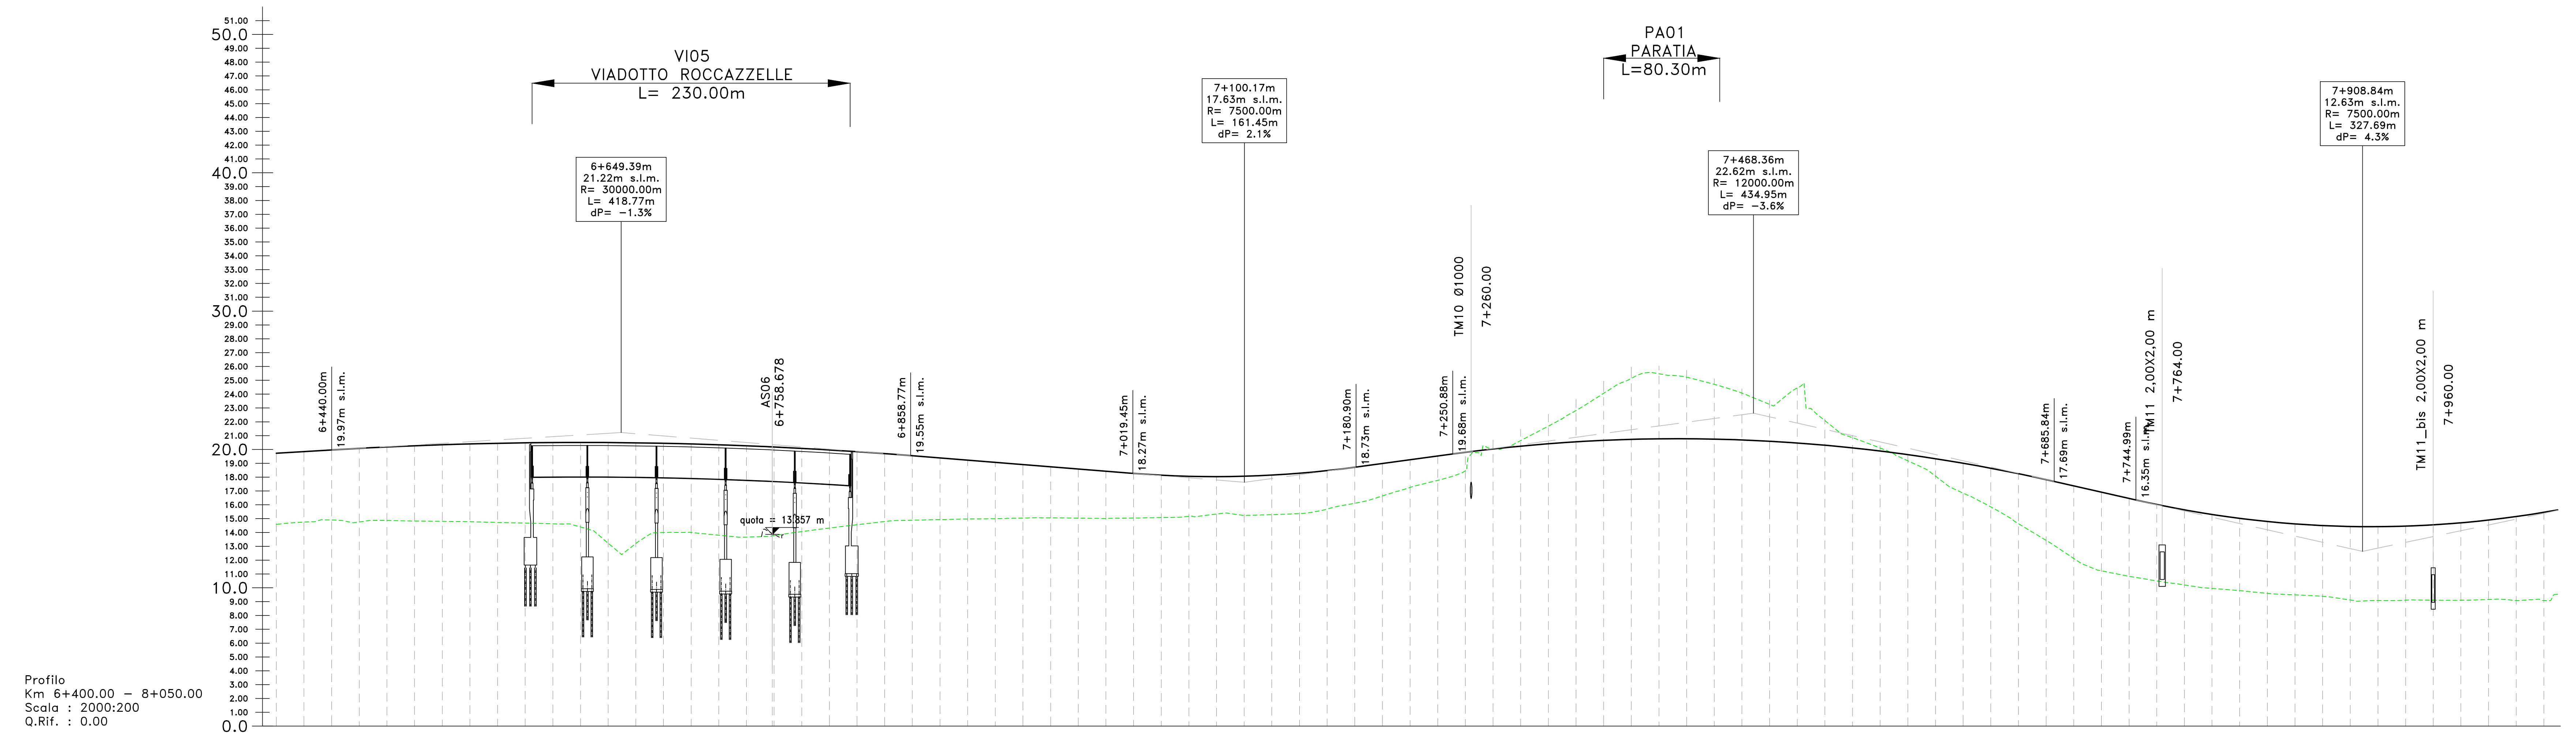 51.00
50.0
49.00
48.00
47.00
46.00
45.00
44.00
43.00
42.00
41.00
40.0
39.00
38.00
37.00
36.00
35.00
34.00
33.00
32.00
31.00
30.0
29.00
28.00
27.00
26.00
25.00
24.00
23.00
22.00
21.00
20.0
19.00
18.00
17.00
16.00
15.00
14.00
13.00
12.00
11.00
10.0
9.00
8.00
7.00
6.00
5.00
4.00
3.00
2.00
1.00
0.0
Profilo
Km 6+400.00 - 8+050.00
Scala : 2000:200
Q.Rif. : 0.00
6+440.00m
19.97m s.l.m.
VI05
VIADOTTO ROCCAZZELLE
L= 230.00m
6+649.39m
21.22m s.l.m.
R= 30000.00m
L= 418.77m
dP= -1.3%
AS06
6+758.678
quota = 13.857 m
6+858.77m
19.55m s.l.m.
7+019.45m
18.27m s.l.m.
7+100.17m
17.63m s.l.m.
R= 7500.00m
L= 161.45m
dP= 2.1%
7+180.90m
18.73m s.l.m.
7+250.88m
19.68m s.l.m.
TM10 Ø1000
7+260.00
PA01
PARATIA
L=80.30m
7+468.36m
22.62m s.l.m.
R= 12000.00m
L= 434.95m
dP= -3.6%
7+685.84m
17.69m s.l.m.
7+744.99m
16.35m s.l.m.
TM11 2,00X2,00 m
7+764.00
7+908.84m
12.63m s.l.m.
R= 7500.00m
L= 327.69m
dP= 4.3%
TM11_bis 2,00X2,00 m
7+960.00